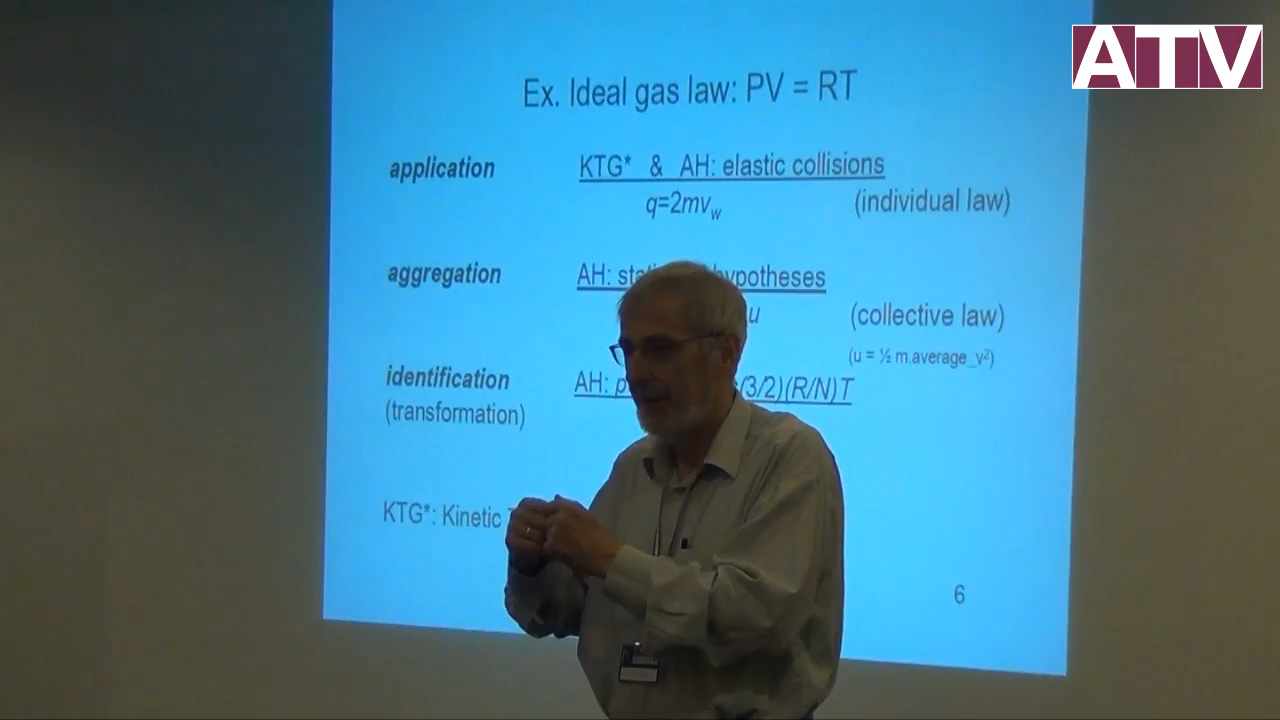 ATV
Ex. Ideal gas law: PV = RT
application KTG* & AH: elastic collisions
q=2mvw (individual law)
aggregation AH: hypotheses
u (collective law)
(u = ½ m.average_v²)
identification AH: p (3/2)(R/N)T
(transformation)
KTG*: Kinetic
6